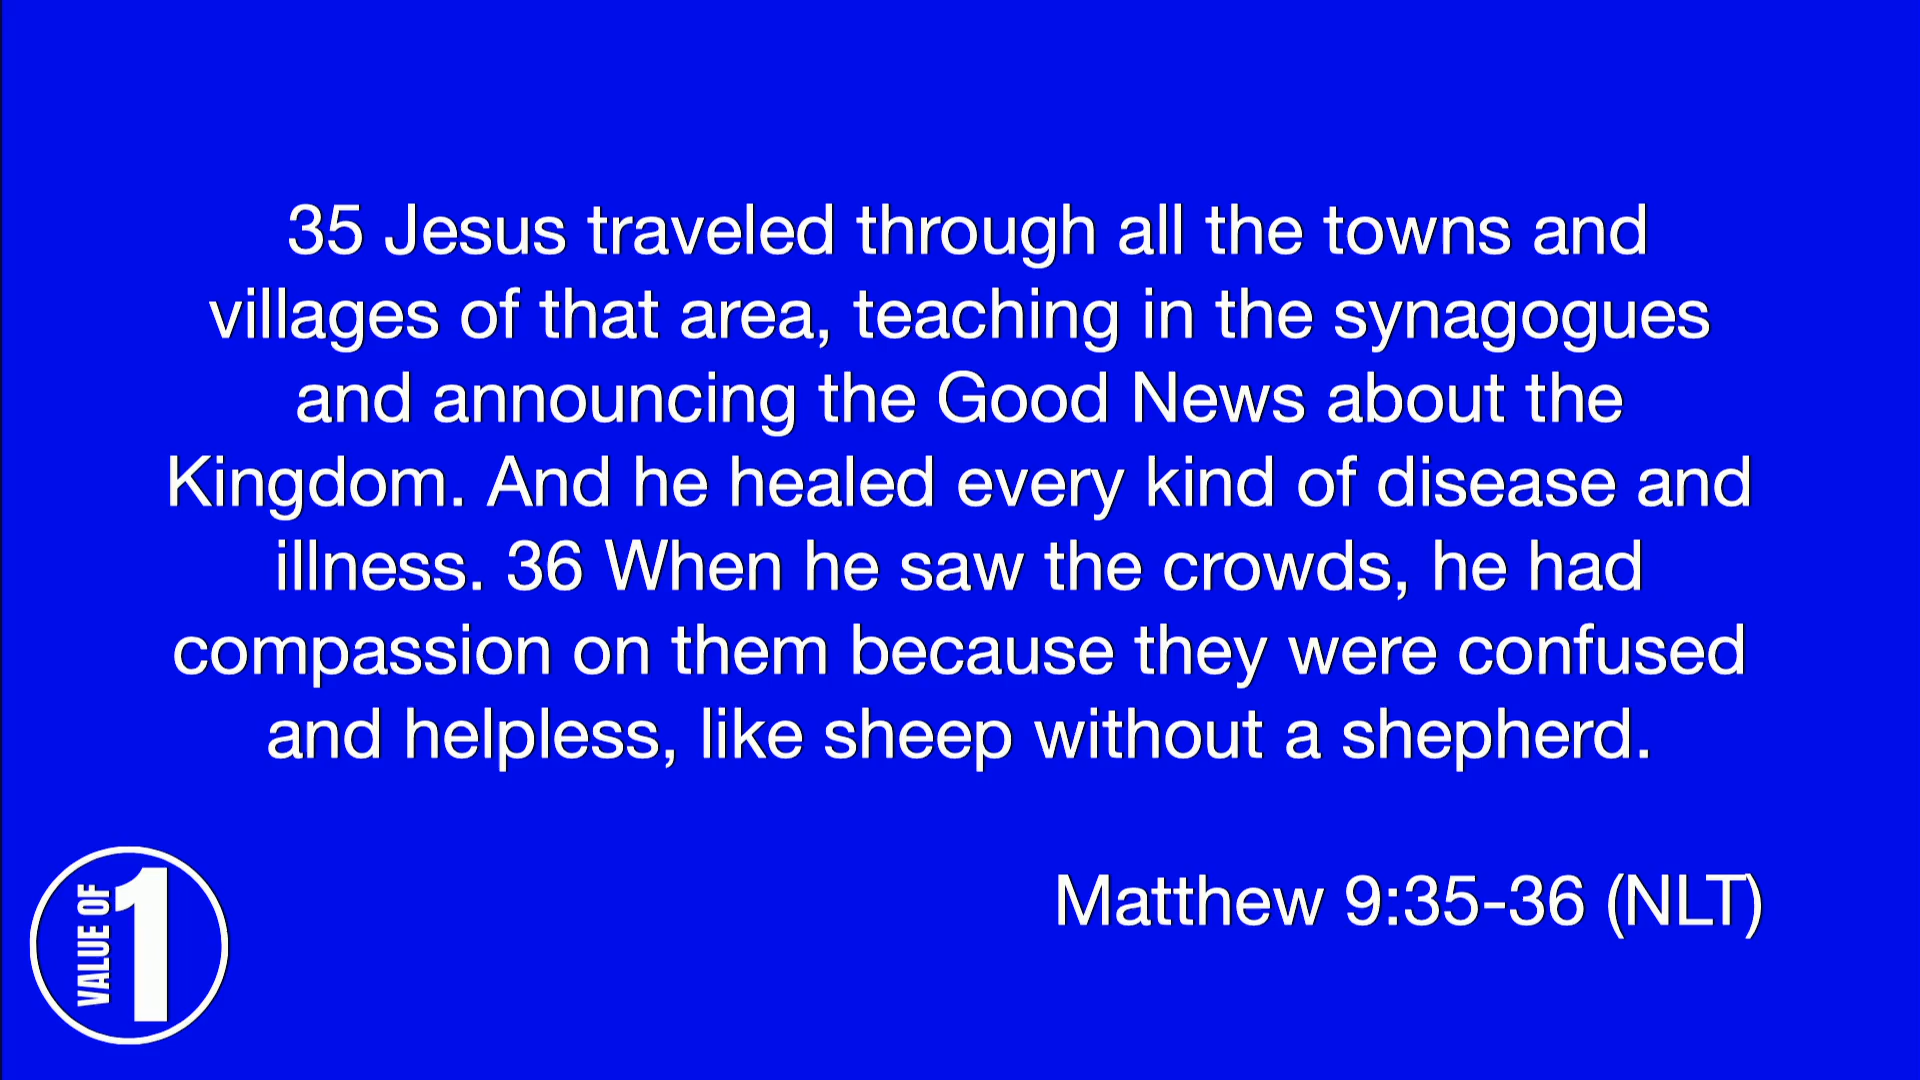 35 Jesus traveled through all the towns and
villages of that area, teaching in the synagogues
and announcing the Good News about the
Kingdom. And he healed every kind of disease and
illness. 36 When he saw the crowds, he had
compassion on them because they were confused
and helpless, like sheep without a shepherd.
Matthew 9:35-36 (NLT)
VALUE OF 1